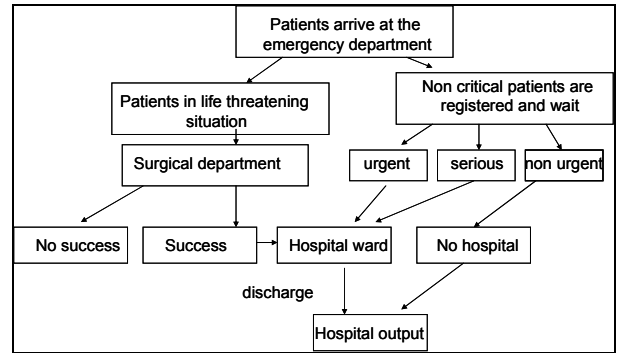 Patients arrive at the
emergency department
Patients in life threatening
situation
Non critical patients are
registered and wait
Surgical department
urgent
serious
non urgent
No success
Success
Hospital ward
No hospital
discharge
Hospital output